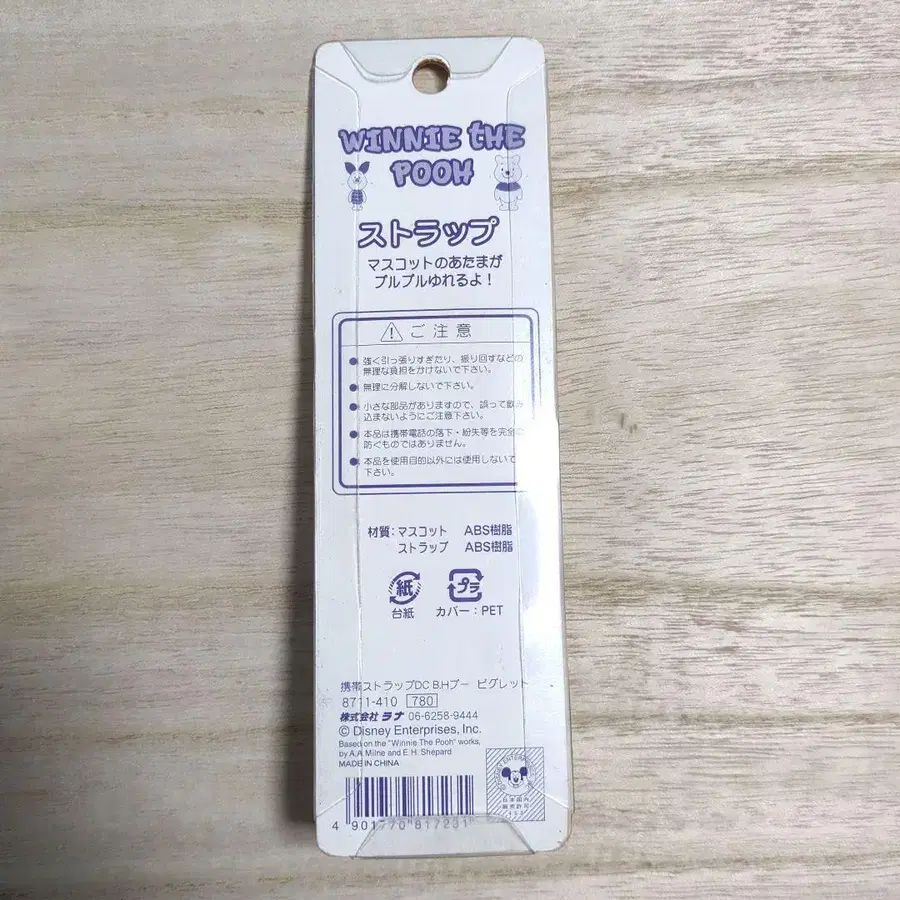 WINNIE tHE
POOH
ストラップ
マスコットのあたまが
プルプルゆれるよ！
ご注意
● 強く引っ張りすぎたり、振り回すなどの
無理な負担をかけないで下さい。
● 無理に分解しないで下さい。
● 小さな部品がありますので、誤って飲み
込まないようにご注意下さい。
● 本品は携帯電話の落下・紛失等を完全に
防ぐものではありません。
● 本品を使用目的以外には使用しないで
下さい。
材質：マスコット ABS樹脂
ストラップ ABS樹脂
紙 プラ
台紙 カバー：PET
携帯ストラップDC B.Hプー ピグレット
8711-410 780
株式会社 ラナ 06-6258-9444
© Disney Enterprises, Inc.
Based on the "Winnie The Pooh" works,
by A.A. Milne and E. H. Shepard
MADE IN CHINA
日本国内
販売許可
4 901770 817231